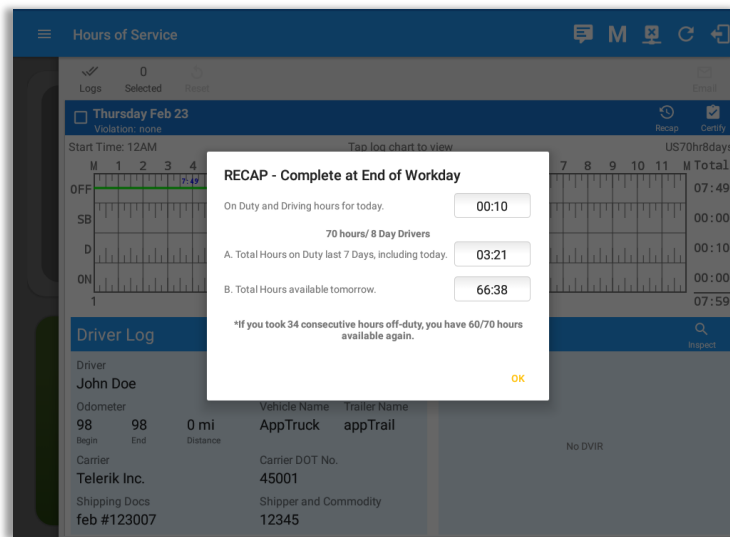 Hours of Service
M
Logs
0
Selected
Reset
Email
Thursday Feb 23
Violation: none
Recap
Certify
Start Time: 12AM
Tap log chart to view
US70hr8days
M 1 2 3 4
7 8 9 10 11 M Total
7:49
OFF
07:49
SB
00:00
D
00:10
ON
00:00
1
07:59
RECAP - Complete at End of Workday
On Duty and Driving hours for today.
00:10
70 hours/ 8 Day Drivers
A. Total Hours on Duty last 7 Days, including today.
03:21
B. Total Hours available tomorrow.
66:38
*If you took 34 consecutive hours off-duty, you have 60/70 hours
available again.
OK
Driver Log
Inspect
Driver
John Doe
Odometer
98 98 0 mi
Begin End Distance
Vehicle Name Trailer Name
AppTruck appTrail
No DVIR
Carrier
Telerik Inc.
Carrier DOT No.
45001
Shipping Docs
feb #123007
Shipper and Commodity
12345